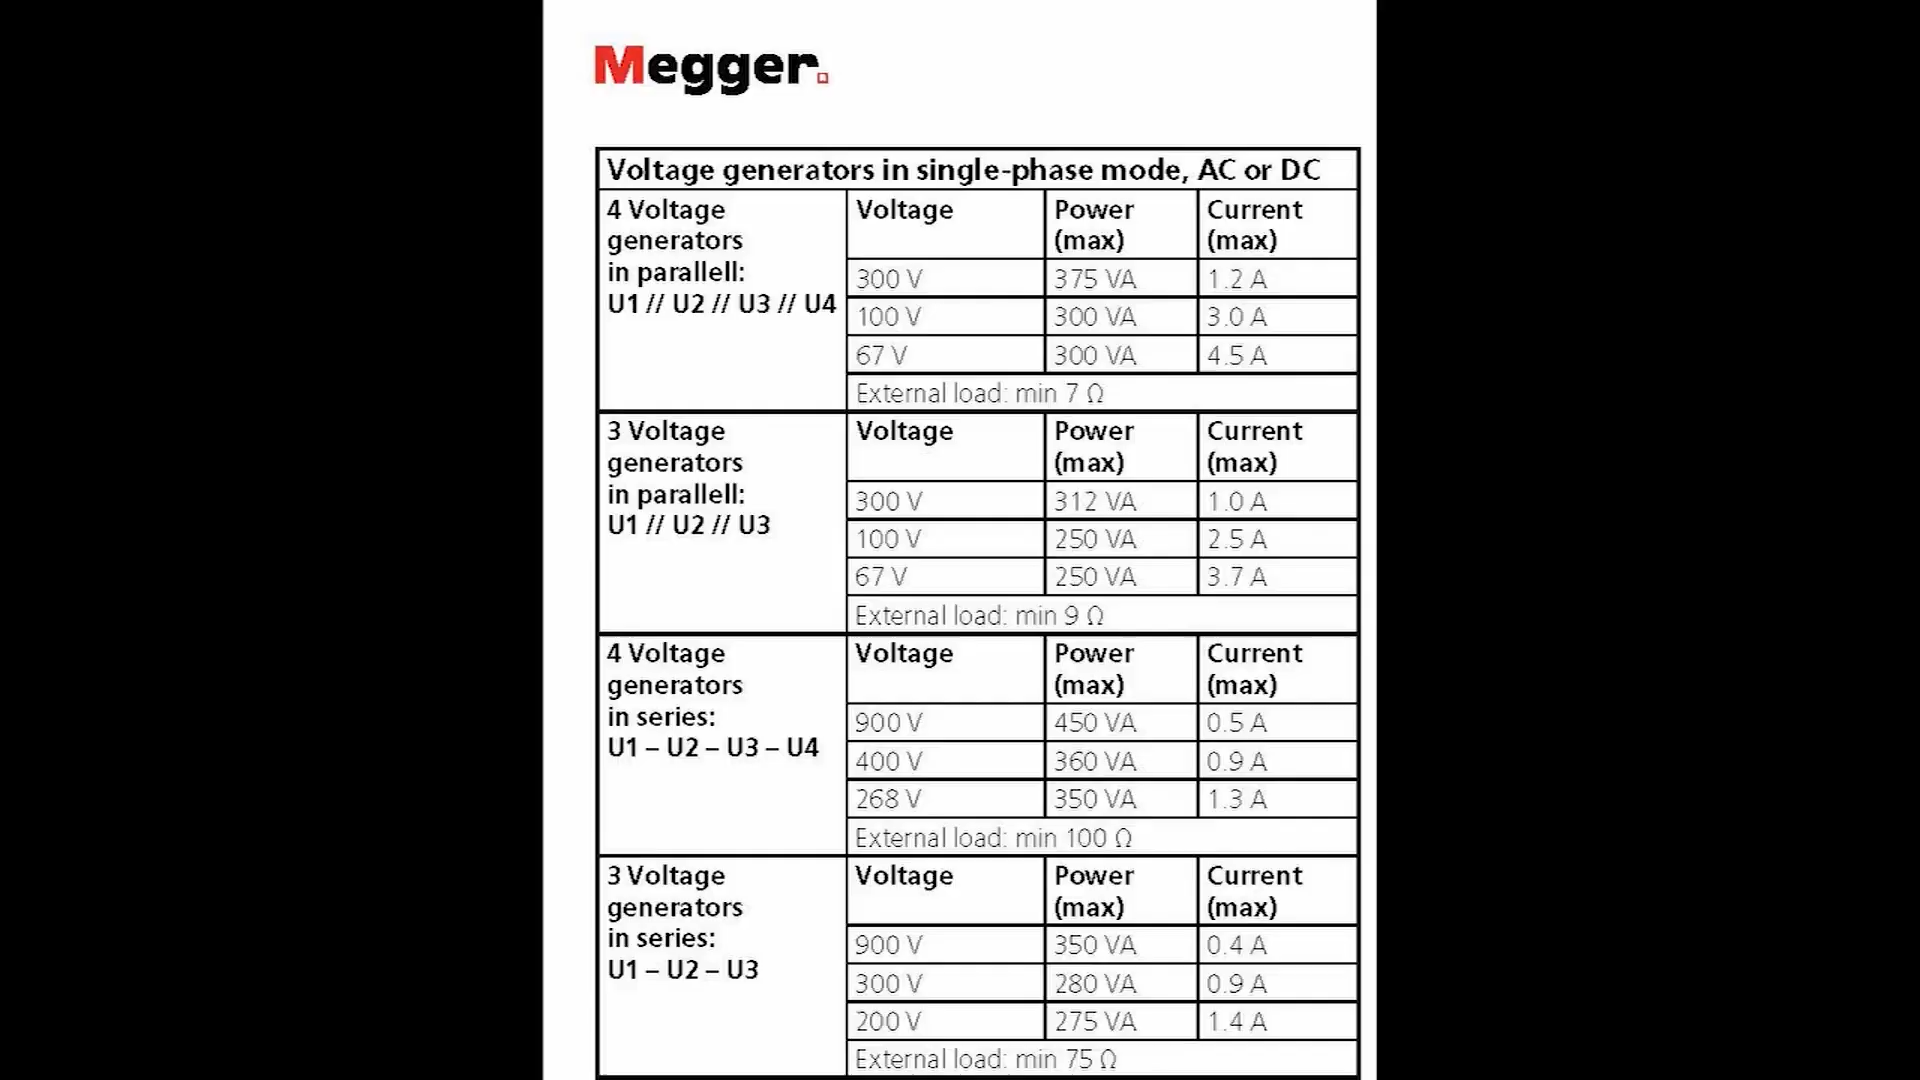 Megger.
Voltage generators in single-phase mode, AC or DC
4 Voltage
generators
in parallell:
U1 // U2 // U3 // U4
Voltage
Power
(max)
Current
(max)
300 V
375 VA
1.2 A
100 V
300 VA
3.0 A
67 V
300 VA
4.5 A
External load: min 7 Ω
3 Voltage
generators
in parallell:
U1 // U2 // U3
Voltage
Power
(max)
Current
(max)
300 V
312 VA
1.0 A
100 V
250 VA
2.5 A
67 V
250 VA
3.7 A
External load: min 9 Ω
4 Voltage
generators
in series:
U1 – U2 – U3 – U4
Voltage
Power
(max)
Current
(max)
900 V
450 VA
0.5 A
400 V
360 VA
0.9 A
268 V
350 VA
1.3 A
External load: min 100 Ω
3 Voltage
generators
in series:
U1 – U2 – U3
Voltage
Power
(max)
Current
(max)
900 V
350 VA
0.4 A
300 V
280 VA
0.9 A
200 V
275 VA
1.4 A
External load: min 75 Ω